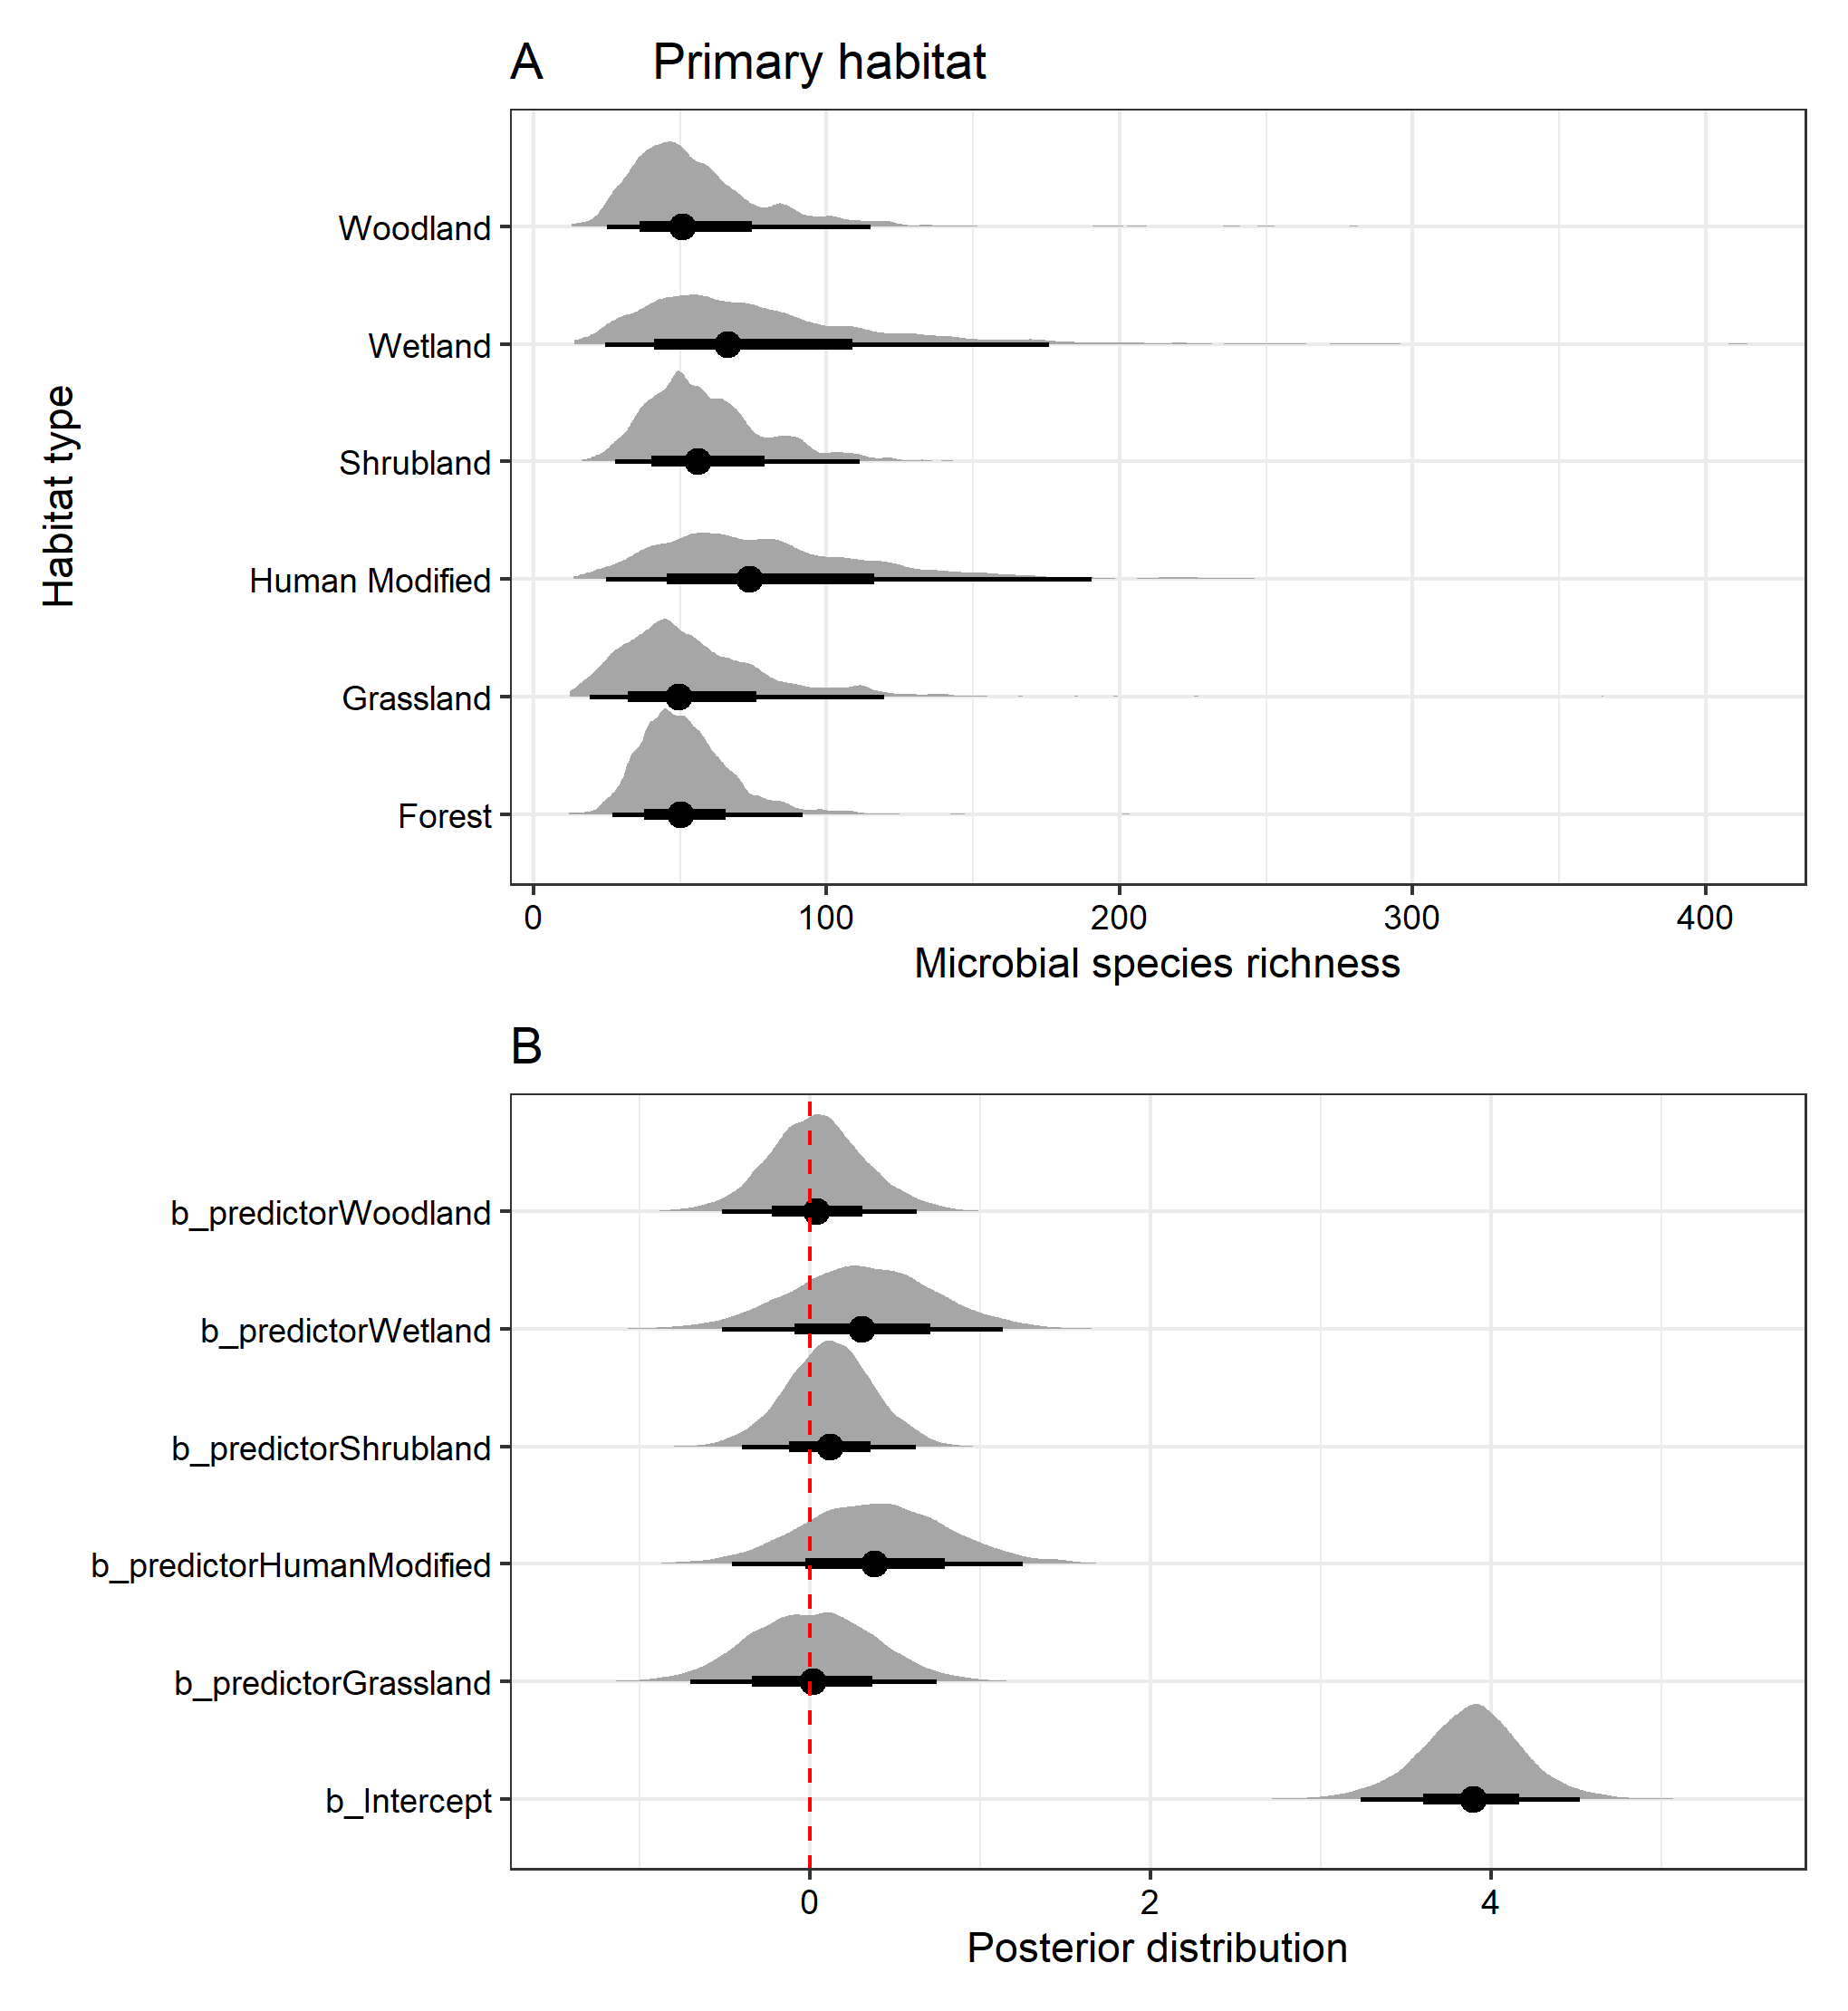 A Primary habitat
Habitat type
Woodland
Wetland
Shrubland
Human Modified
Grassland
Forest
0 100 200 300 400
Microbial species richness
B
b_predictorWoodland
b_predictorWetland
b_predictorShrubland
b_predictorHumanModified
b_predictorGrassland
b_Intercept
0 2 4
Posterior distribution